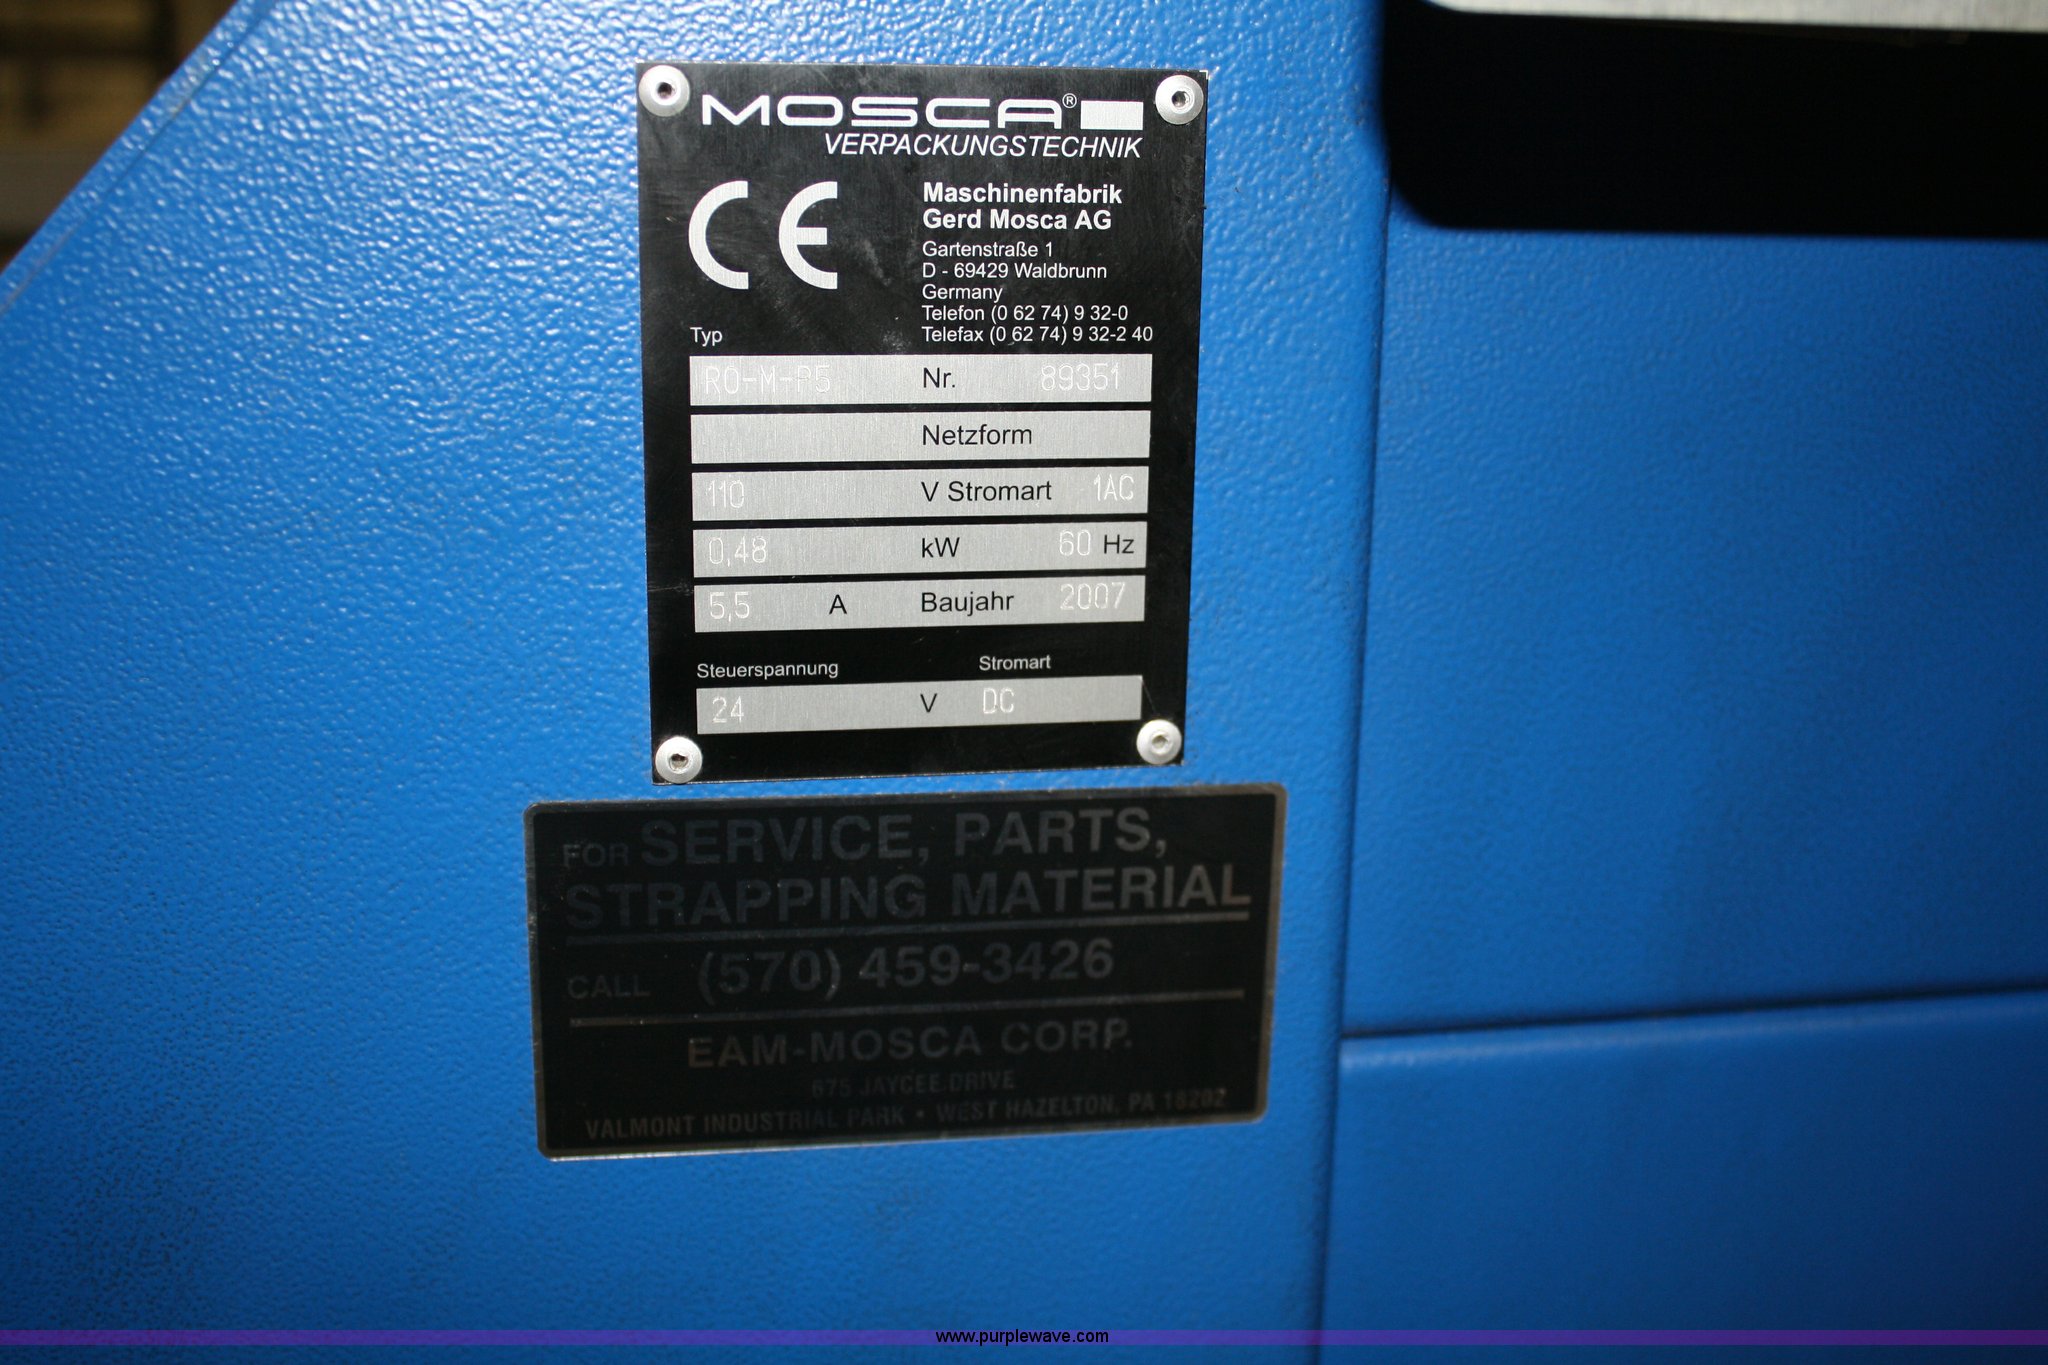 MOSCA®
VERPACKUNGSTECHNIK
CE
Maschinenfabrik
Gerd Mosca AG
Gartenstraße 1
D - 69429 Waldbrunn
Germany
Telefon (0 62 74) 9 32-0
Telefax (0 62 74) 9 32-2 40
Typ
RO-M-P5 Nr. 89351
Netzform
110 V Stromart 1AC
0,48 kW 60 Hz
5,5 A Baujahr 2007
Steuerspannung Stromart
24 V DC
FOR SERVICE, PARTS,
STRAPPING MATERIAL
CALL (570) 459-3426
EAM-MOSCA CORP.
675 JAYCEE DRIVE
VALMONT INDUSTRIAL PARK • WEST HAZELTON, PA 18202
www.purplewave.com